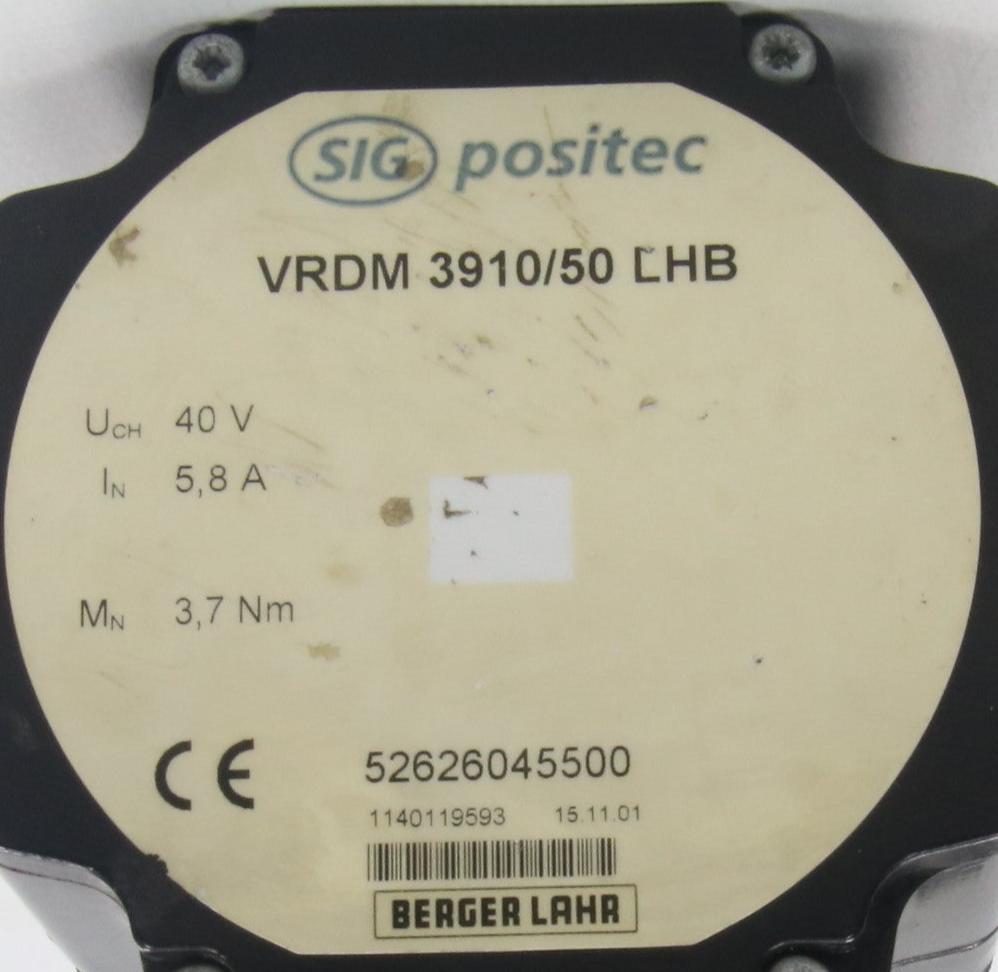 SIG positec
VRDM 3910/50 LHB
UCH 40 V
IN 5,8 A
MN 3,7 Nm
CE 52626045500
1140119593 15.11.01
BERGER LAHR